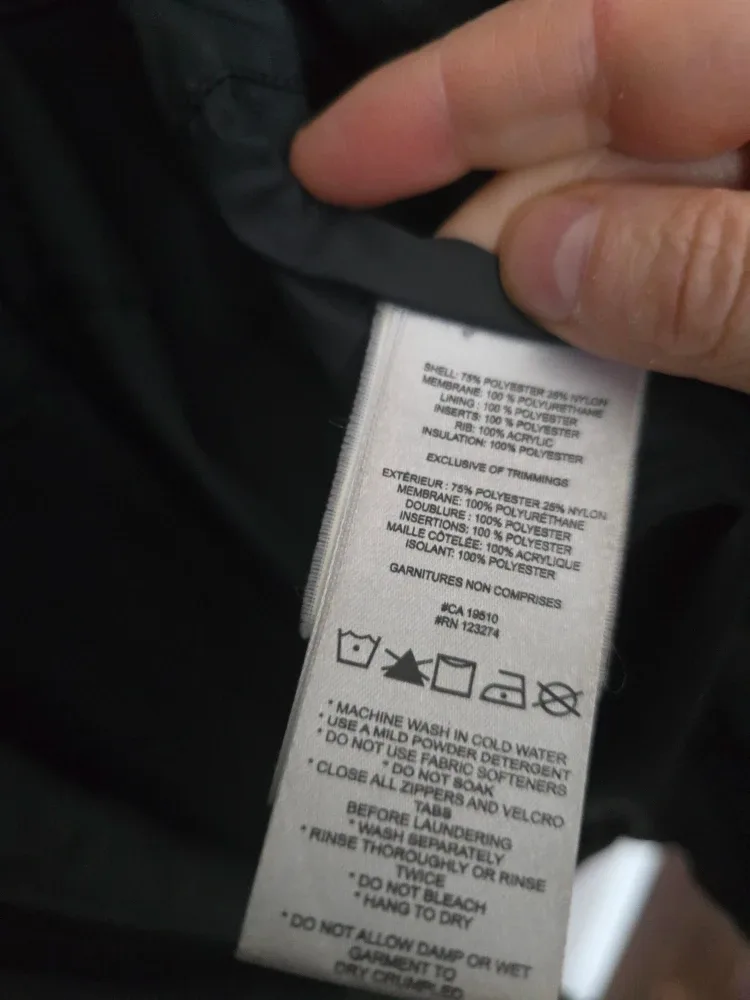 SHELL: 75% POLYESTER 25% NYLON
MEMBRANE: 100 % POLYURETHANE
LINING : 100 % POLYESTER
INSERTS: 100 % POLYESTER
RIB: 100% ACRYLIC
INSULATION: 100% POLYESTER
EXCLUSIVE OF TRIMMINGS
EXTÉRIEUR : 75% POLYESTER 25% NYLON
MEMBRANE: 100% POLYURÉTHANE
DOUBLURE : 100% POLYESTER
INSERTIONS: 100 % POLYESTER
MAILLE CÔTELÉE: 100% ACRYLIQUE
ISOLANT: 100% POLYESTER
GARNITURES NON COMPRISES
#CA 19510
#RN 123274
* MACHINE WASH IN COLD WATER
* USE A MILD POWDER DETERGENT
* DO NOT USE FABRIC SOFTENERS
* DO NOT SOAK
* CLOSE ALL ZIPPERS AND VELCRO
TABS
BEFORE LAUNDERING
* WASH SEPARATELY
* RINSE THOROUGHLY OR RINSE
TWICE
* DO NOT BLEACH
* HANG TO DRY
* DO NOT ALLOW DAMP OR WET
GARMENT TO
DRY CRUMPLED